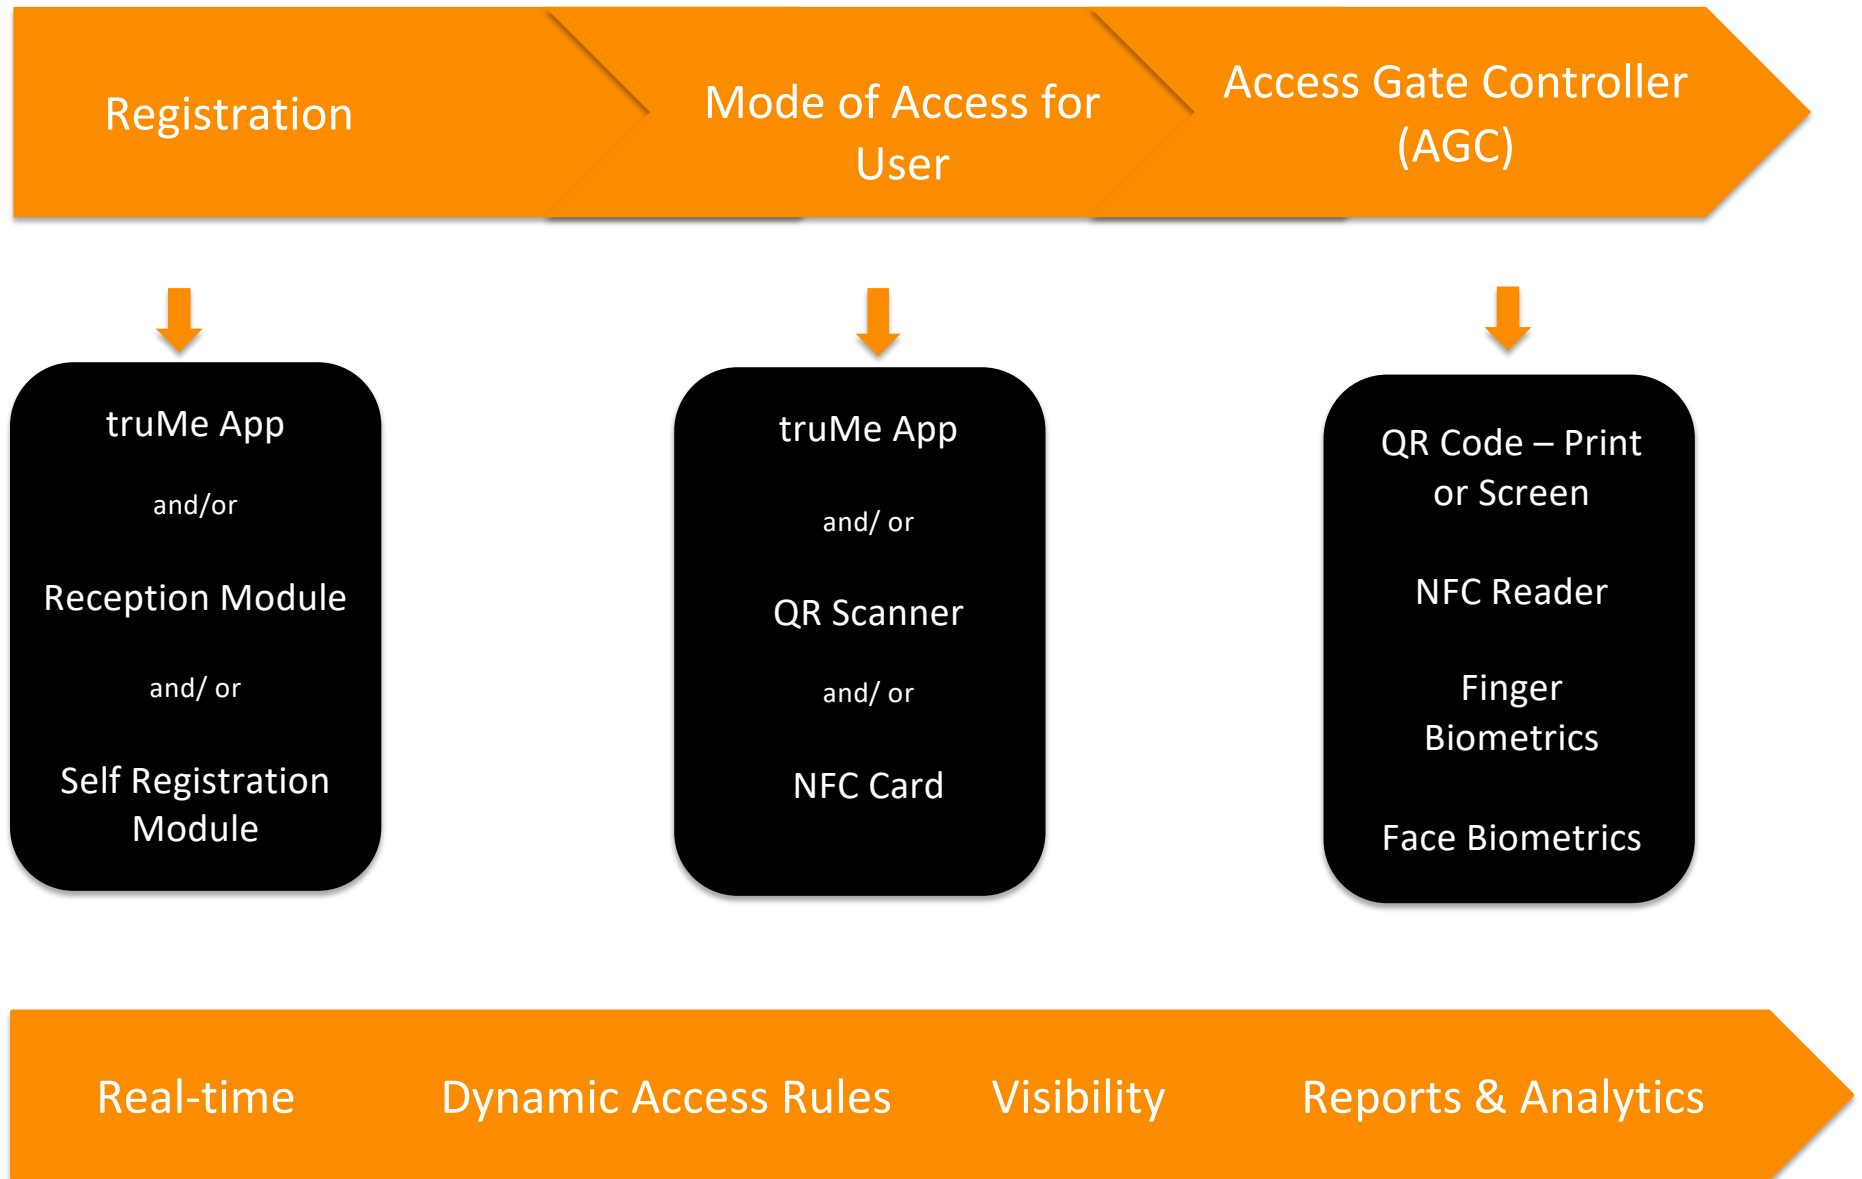 Registration
Mode of Access for
User
Access Gate Controller
(AGC)
truMe App
and/or
Reception Module
and/ or
Self Registration
Module
truMe App
and/ or
QR Scanner
and/ or
NFC Card
QR Code – Print
or Screen
NFC Reader
Finger
Biometrics
Face Biometrics
Real-time
Dynamic Access Rules
Visibility
Reports & Analytics